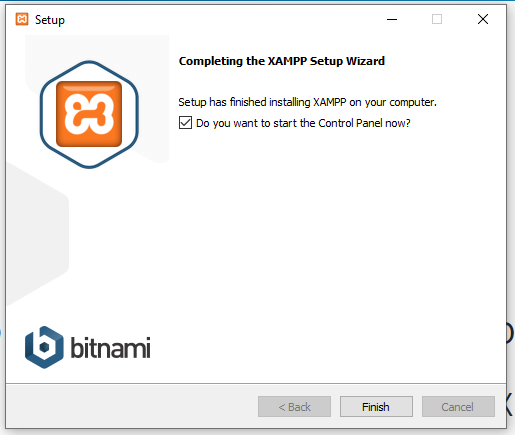 Setup
Completing the XAMPP Setup Wizard
Setup has finished installing XAMPP on your computer.
Do you want to start the Control Panel now?
bitnami
< Back
Finish
Cancel